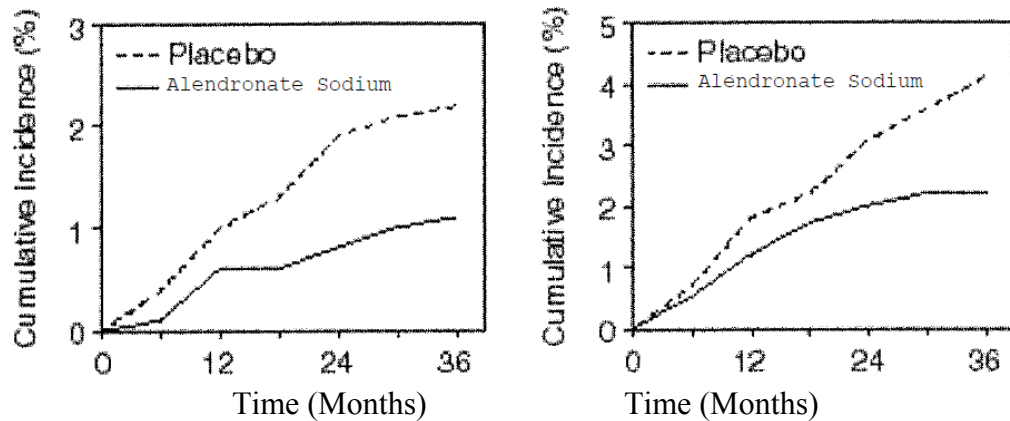 Cumulative Incidence (%)
3
2
1
0
Placebo
Alendronate Sodium
0 12 24 36
Time (Months)
Cumulative Incidence (%)
5
4
3
2
1
0
Placebo
Alendronate Sodium
0 12 24 36
Time (Months)